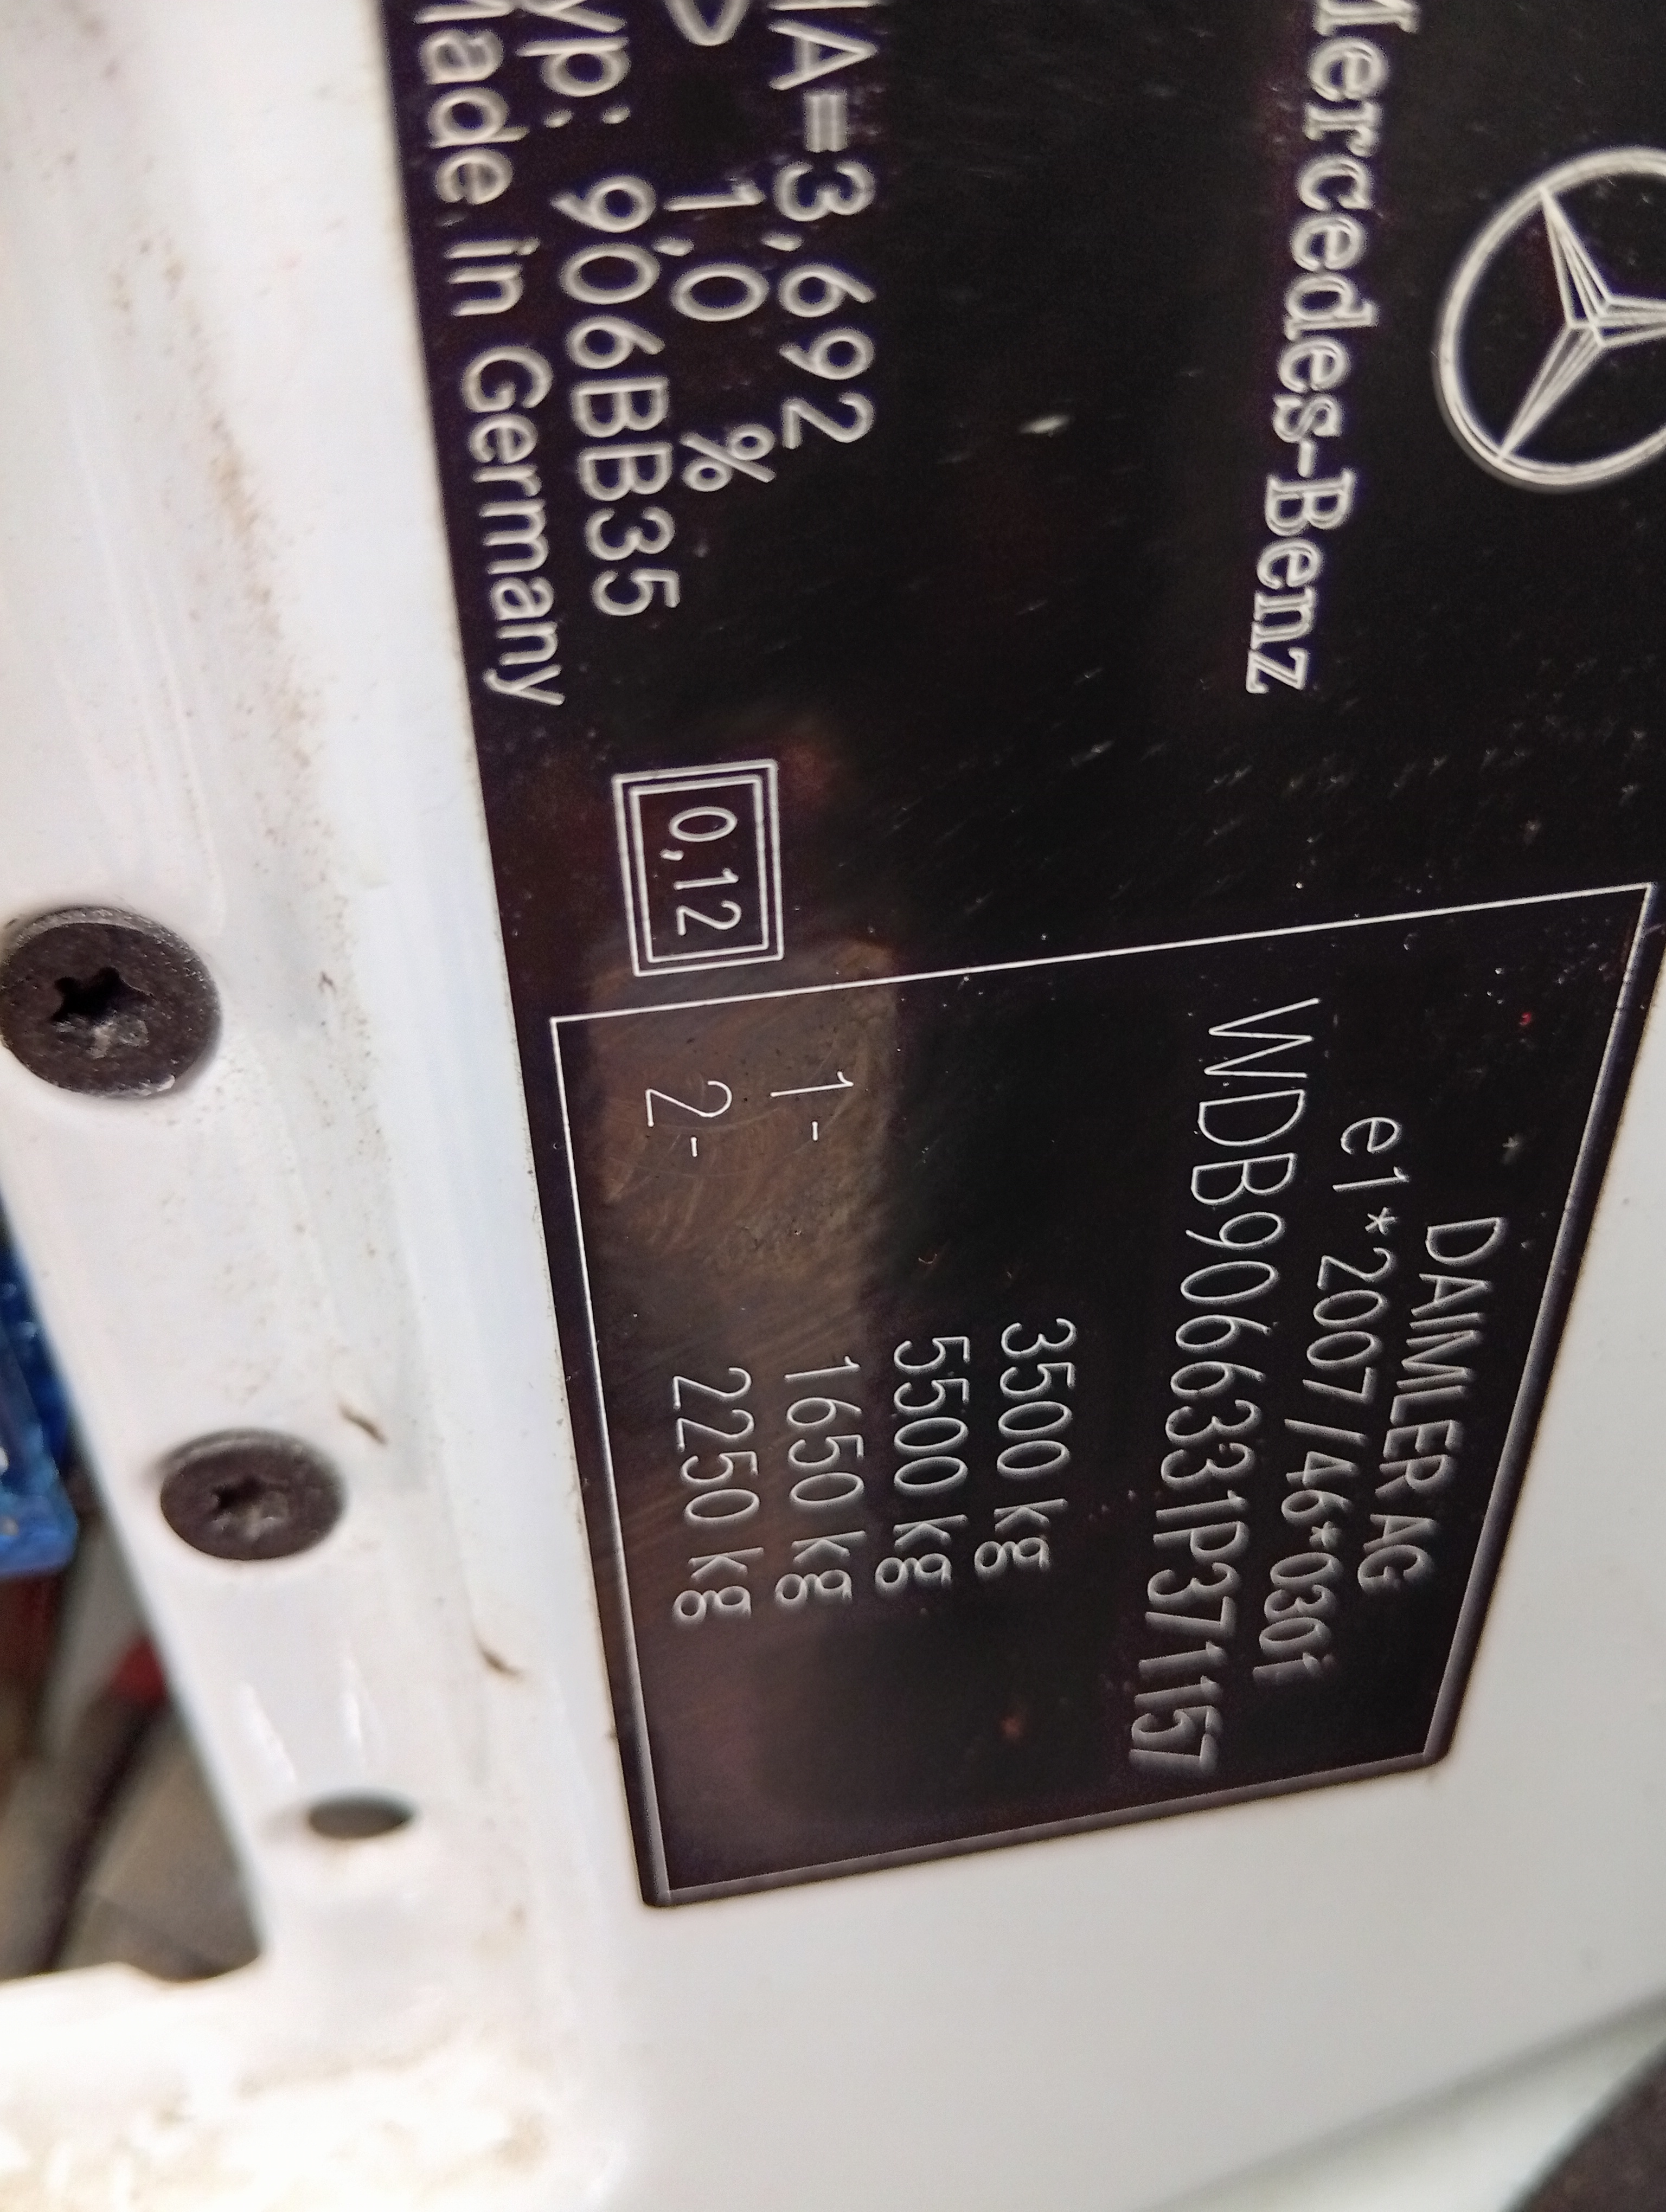 Mercedes-Benz
A=3,692
1,0 %
yp: 906BB35
Made in Germany
0,12
DAIMLER AG
e1*2007/46*0301
WDB9066331P371157
3500 kg
5500 kg
1- 1650 kg
2- 2250 kg